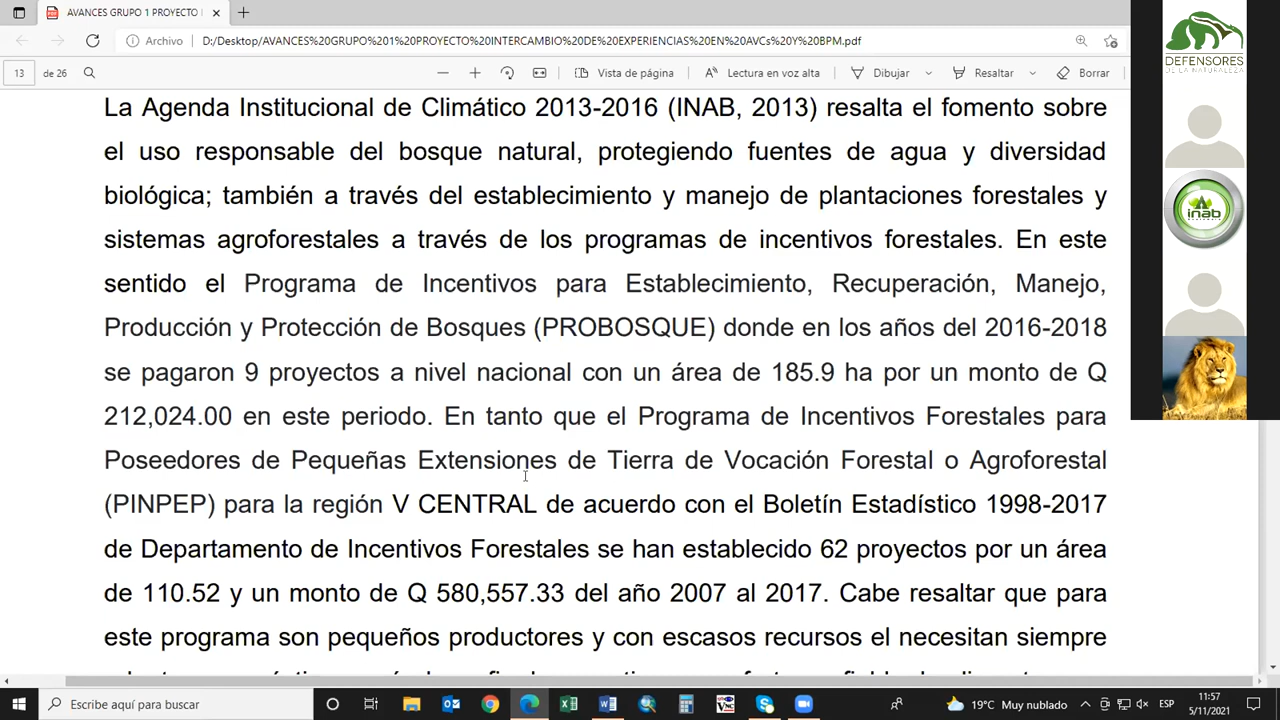 AVANCES GRUPO 1 PROYECTO
Archivo
D:/Desktop/AVANCES%20GRUPO%201%20PROYECTO%20INTERCAMBIO%20DE%20EXPERIENCIAS%20EN%20AVCs%20Y%20BPM.pdf
13 de 26
Vista de página
Lectura en voz alta
Dibujar
Resaltar
Borrar
La Agenda Institucional de Climático 2013-2016 (INAB, 2013) resalta el fomento sobre
el uso responsable del bosque natural, protegiendo fuentes de agua y diversidad
biológica; también a través del establecimiento y manejo de plantaciones forestales y
sistemas agroforestales a través de los programas de incentivos forestales. En este
sentido el Programa de Incentivos para Establecimiento, Recuperación, Manejo,
Producción y Protección de Bosques (PROBOSQUE) donde en los años del 2016-2018
se pagaron 9 proyectos a nivel nacional con un área de 185.9 ha por un monto de Q
212,024.00 en este periodo. En tanto que el Programa de Incentivos Forestales para
Poseedores de Pequeñas Extensiones de Tierra de Vocación Forestal o Agroforestal
(PINPEP) para la región V CENTRAL de acuerdo con el Boletín Estadístico 1998-2017
de Departamento de Incentivos Forestales se han establecido 62 proyectos por un área
de 110.52 y un monto de Q 580,557.33 del año 2007 al 2017. Cabe resaltar que para
este programa son pequeños productores y con escasos recursos el necesitan siempre
DEFENSORES
DE LA NATURALEZA
inab
Escribe aquí para buscar
19°C Muy nublado
ESP
11:57
5/11/2021